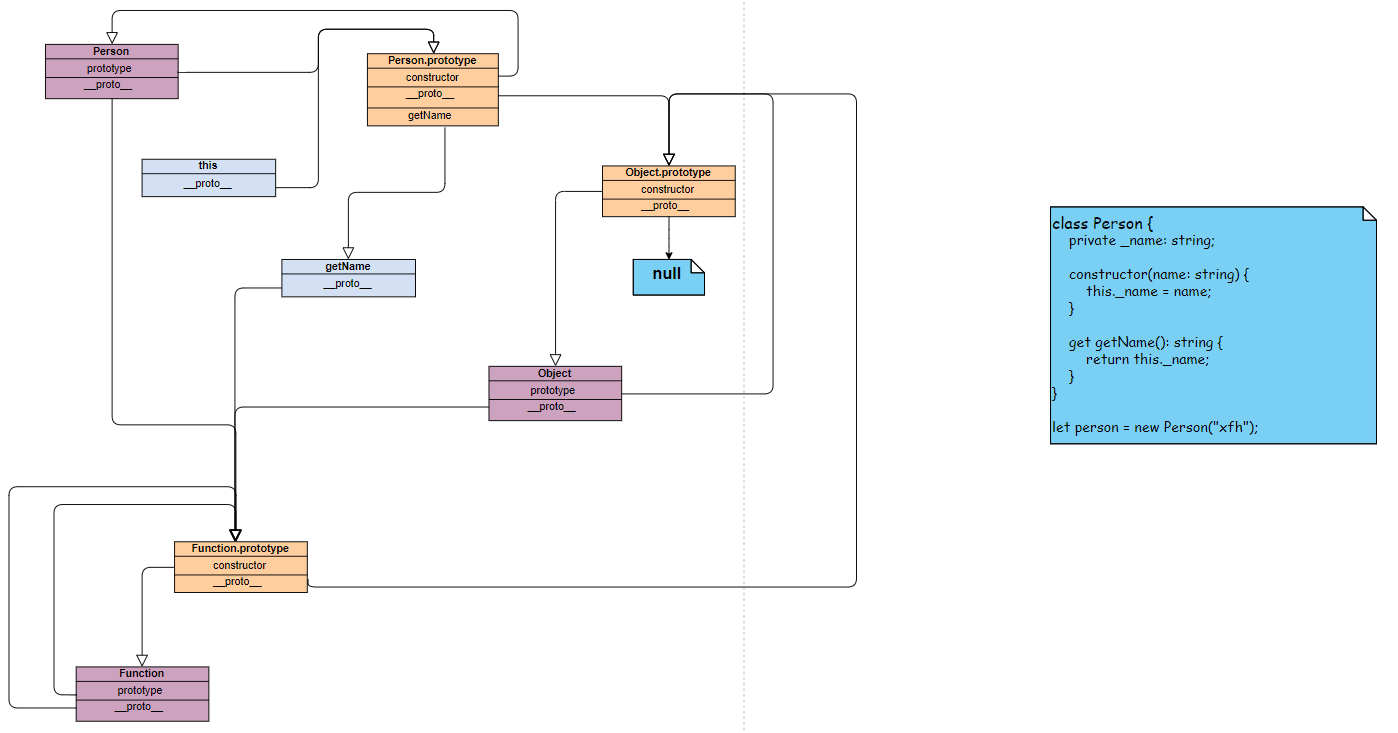 Person
prototype
__proto__
Person.prototype
constructor
__proto__
getName
this
__proto__
Object.prototype
constructor
__proto__
getName
__proto__
null
Object
prototype
__proto__
Function.prototype
constructor
__proto__
Function
prototype
__proto__
class Person {
    private _name: string;
    constructor(name: string) {
        this._name = name;
    }
    get getName(): string {
        return this._name;
    }
}
let person = new Person("xfh");